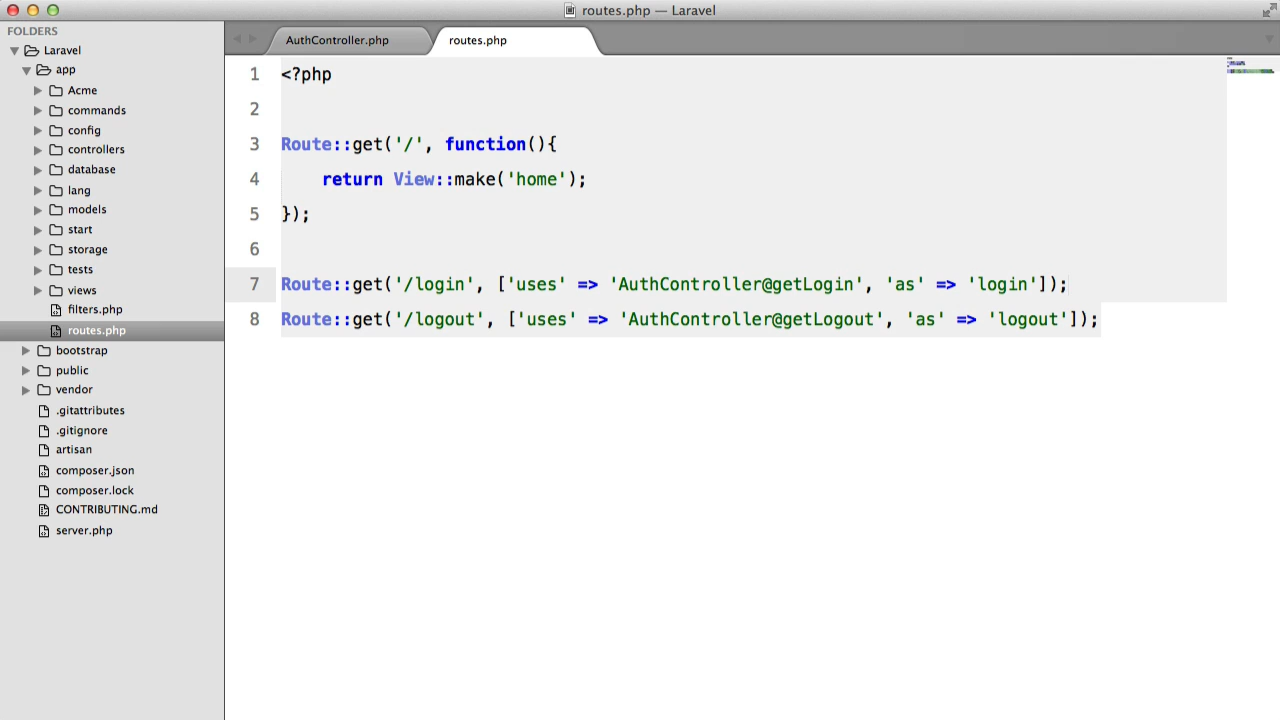 routes.php — Laravel
FOLDERS
Laravel
app
Acme
commands
config
controllers
database
lang
models
start
storage
tests
views
filters.php
routes.php
bootstrap
public
vendor
.gitattributes
.gitignore
artisan
composer.json
composer.lock
CONTRIBUTING.md
server.php
AuthController.php
routes.php
1 <?php
2
3 Route::get('/', function(){
4     return View::make('home');
5 });
6
7 Route::get('/login', ['uses' => 'AuthController@getLogin', 'as' => 'login']);
8 Route::get('/logout', ['uses' => 'AuthController@getLogout', 'as' => 'logout']);